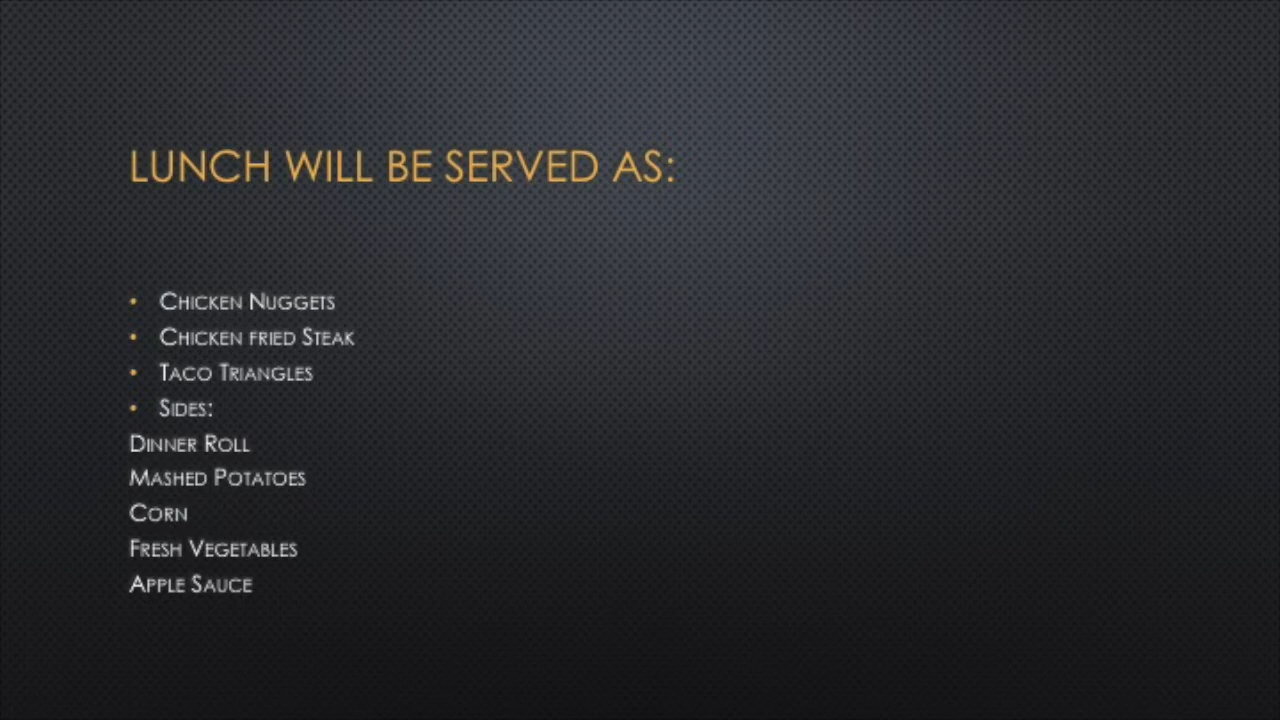 LUNCH WILL BE SERVED AS:
• Chicken Nuggets
• Chicken fried Steak
• Taco Triangles
• Sides:
Dinner Roll
Mashed Potatoes
Corn
Fresh Vegetables
Apple Sauce